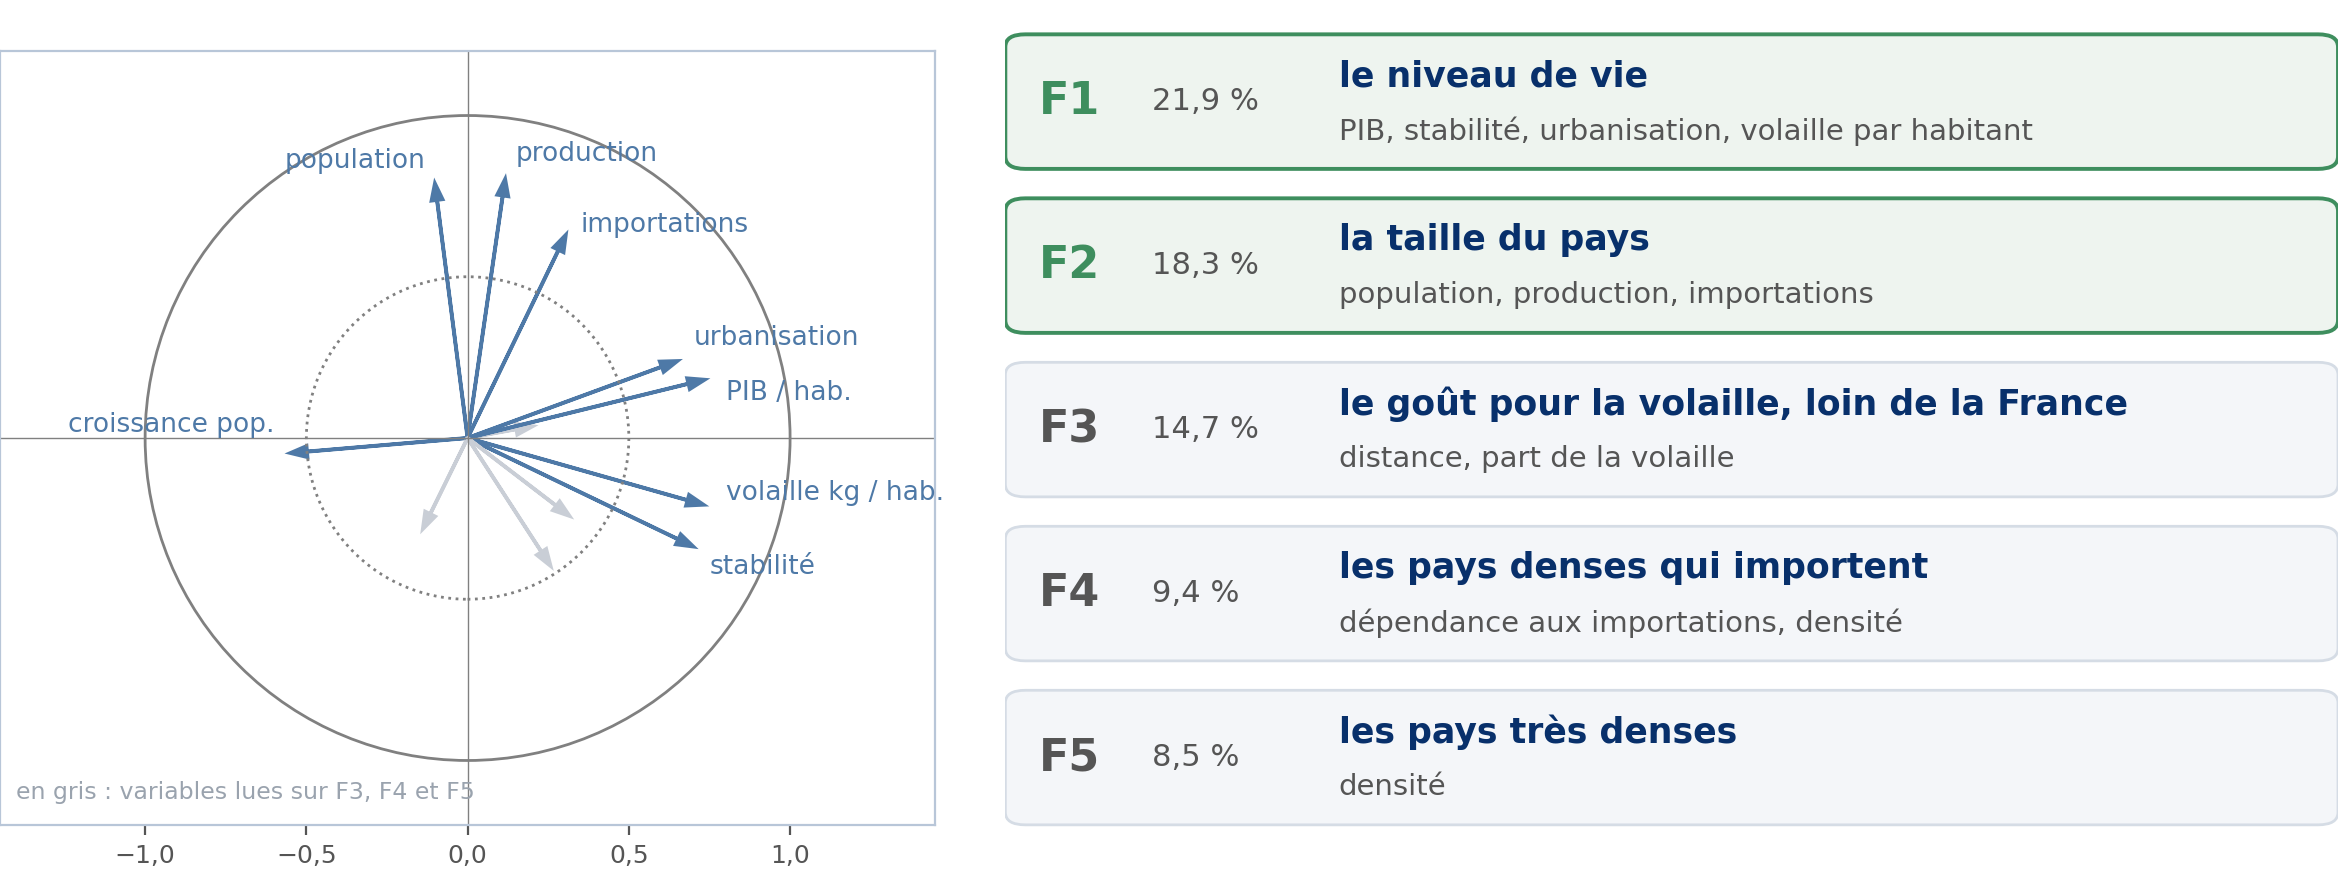 population
production
importations
urbanisation
PIB / hab.
croissance pop.
volaille kg / hab.
stabilité
en gris : variables lues sur F3, F4 et F5
−1,0
−0,5
0,0
0,5
1,0
F1
21,9 %
le niveau de vie
PIB, stabilité, urbanisation, volaille par habitant
F2
18,3 %
la taille du pays
population, production, importations
F3
14,7 %
le goût pour la volaille, loin de la France
distance, part de la volaille
F4
9,4 %
les pays denses qui importent
dépendance aux importations, densité
F5
8,5 %
les pays très denses
densité